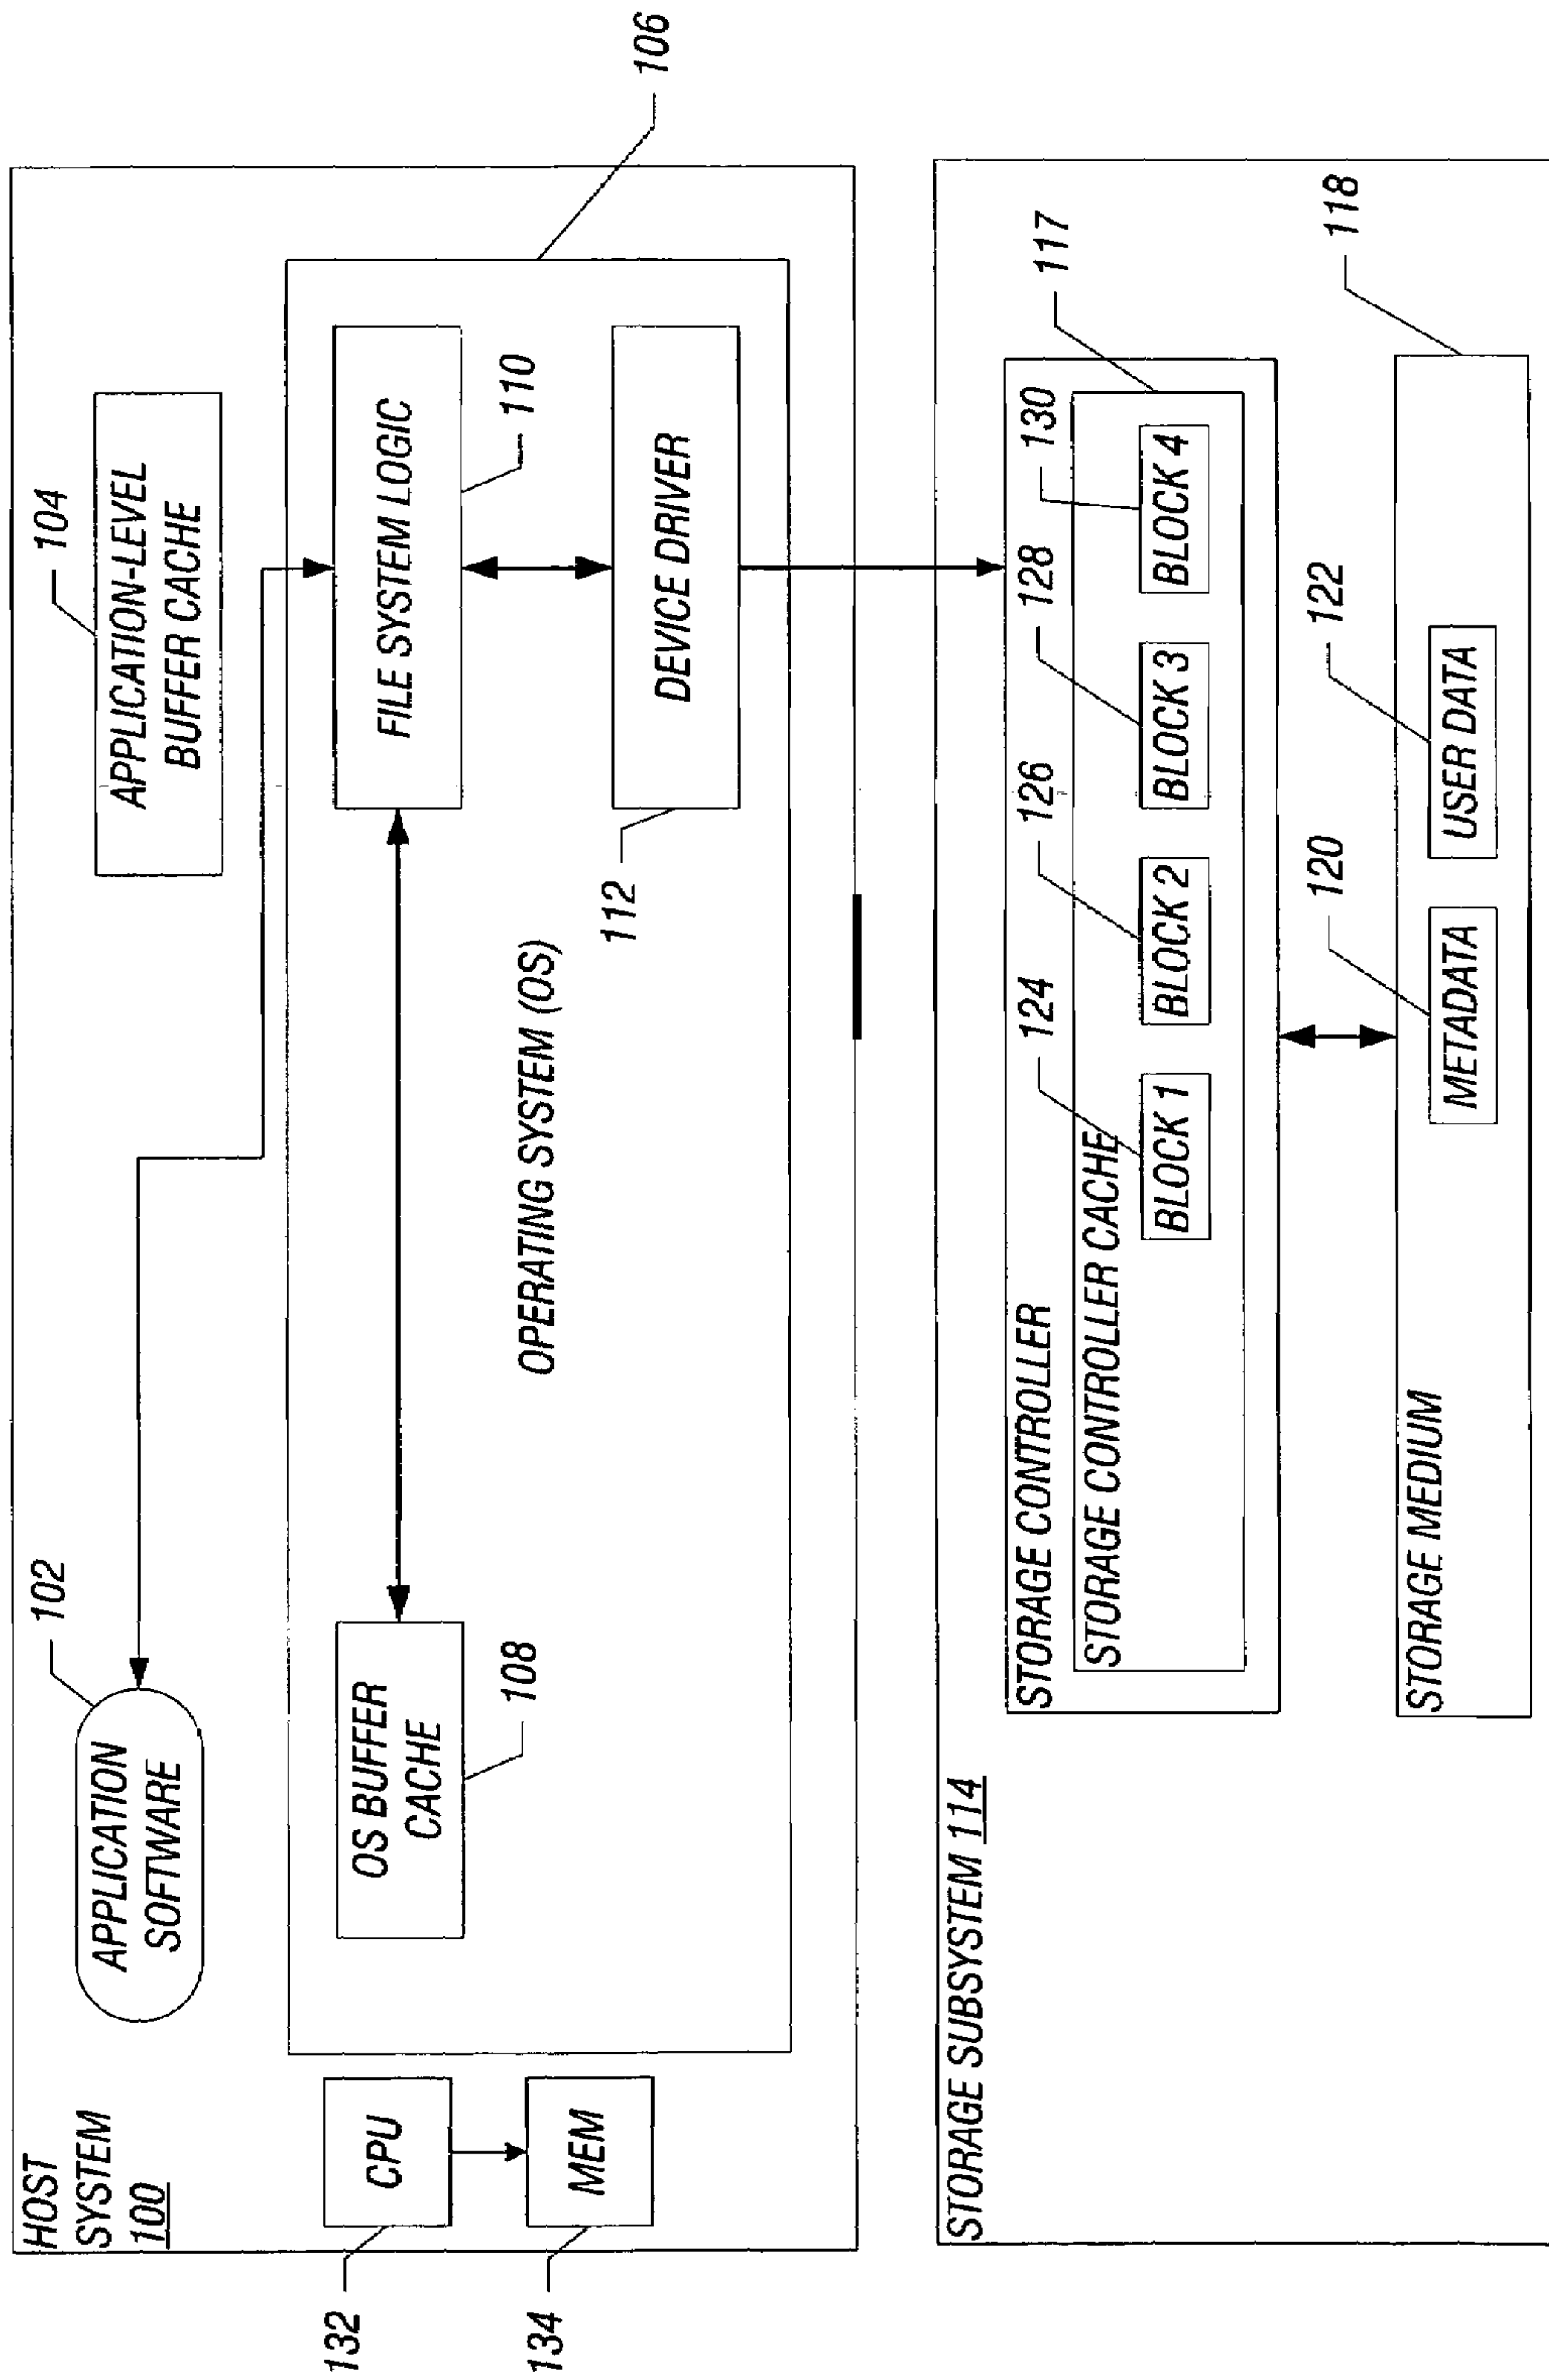 HOST
SYSTEM
100
102
APPLICATION
SOFTWARE
104
APPLICATION-LEVEL
BUFFER CACHE
132
CPU
134
MEM
OS BUFFER
CACHE
108
OPERATING SYSTEM (OS)
FILE SYSTEM LOGIC
110
DEVICE DRIVER
112
106
STORAGE SUBSYSTEM 114
STORAGE CONTROLLER
STORAGE CONTROLLER CACHE
117
124
126
128
130
BLOCK 1
BLOCK 2
BLOCK 3
BLOCK 4
STORAGE MEDIUM
118
120
122
METADATA
USER DATA